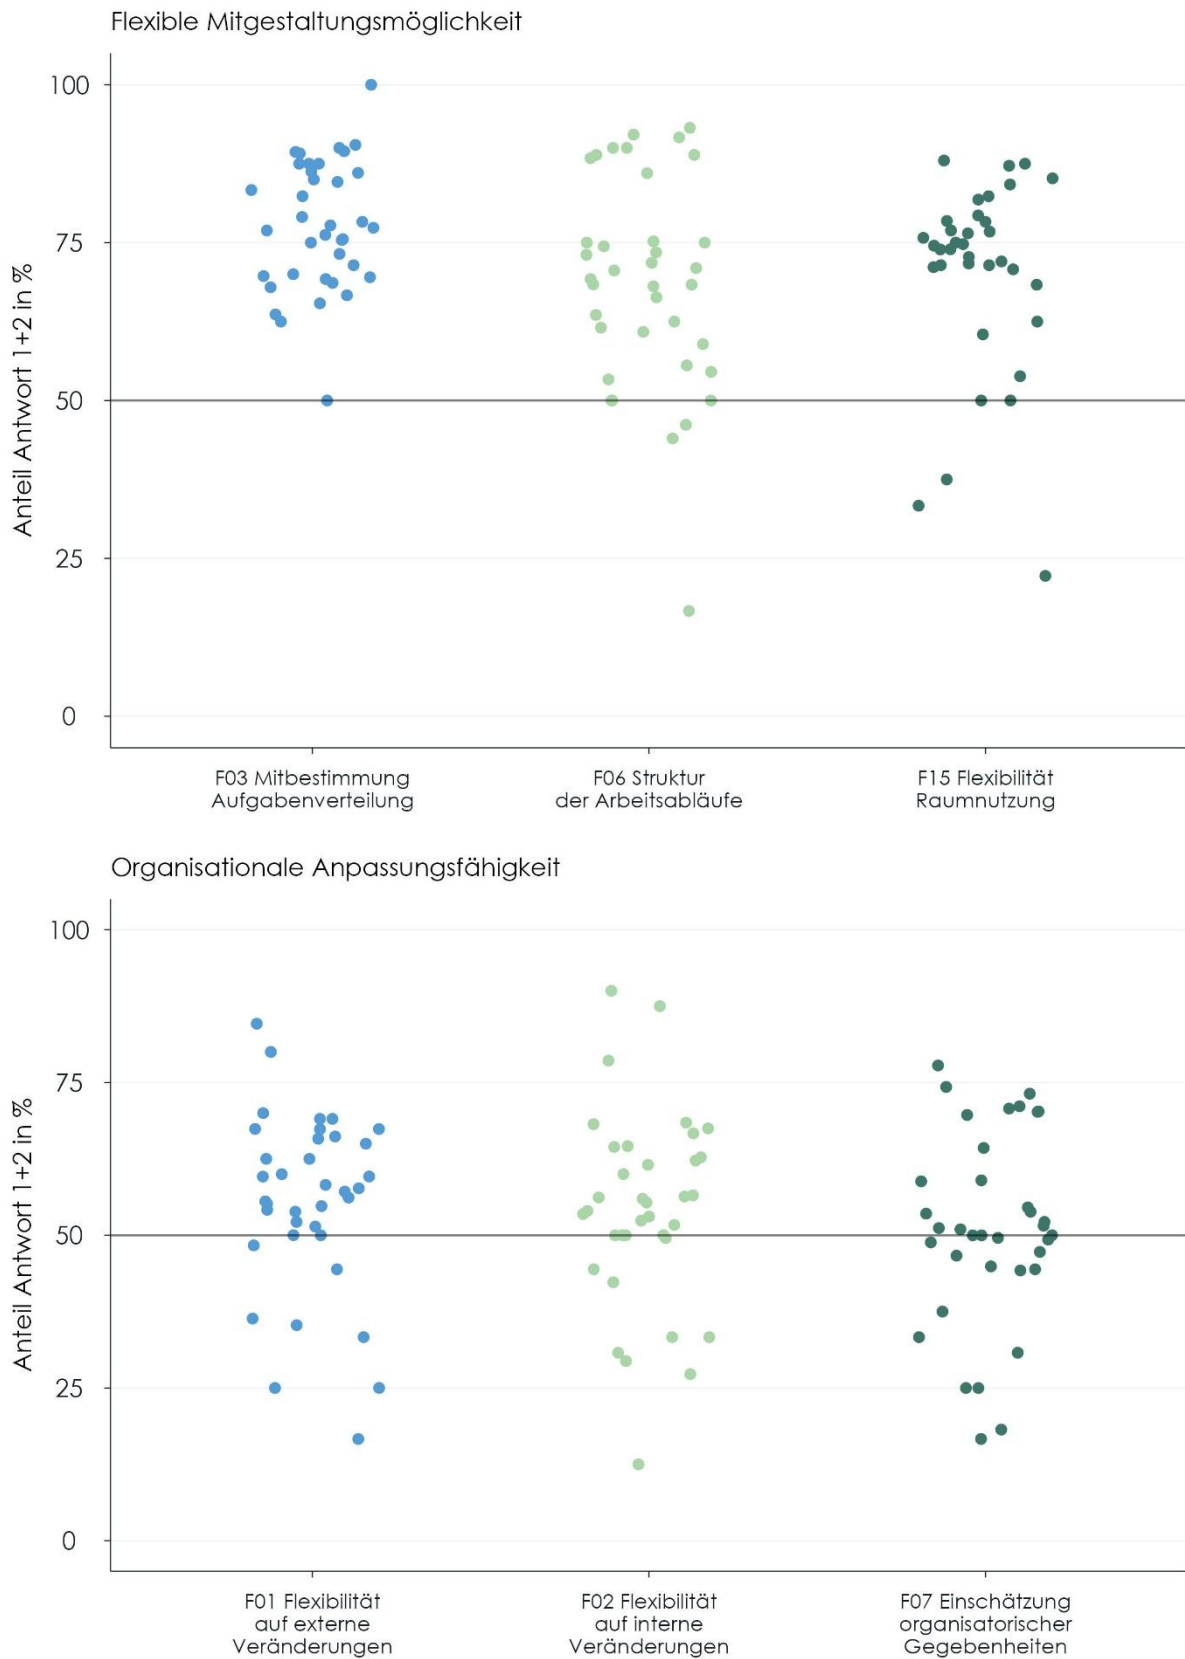 Flexible Mitgestaltungsmöglichkeit
Anteil Antwort 1+2 in %
100
75
50
25
0
F03 Mitbestimmung
Aufgabenverteilung
F06 Struktur
der Arbeitsabläufe
F15 Flexibilität
Raumnutzung
Organisationale Anpassungsfähigkeit
Anteil Antwort 1+2 in %
100
75
50
25
0
F01 Flexibilität
auf externe
Veränderungen
F02 Flexibilität
auf interne
Veränderungen
F07 Einschätzung
organisatorischer
Gegebenheiten